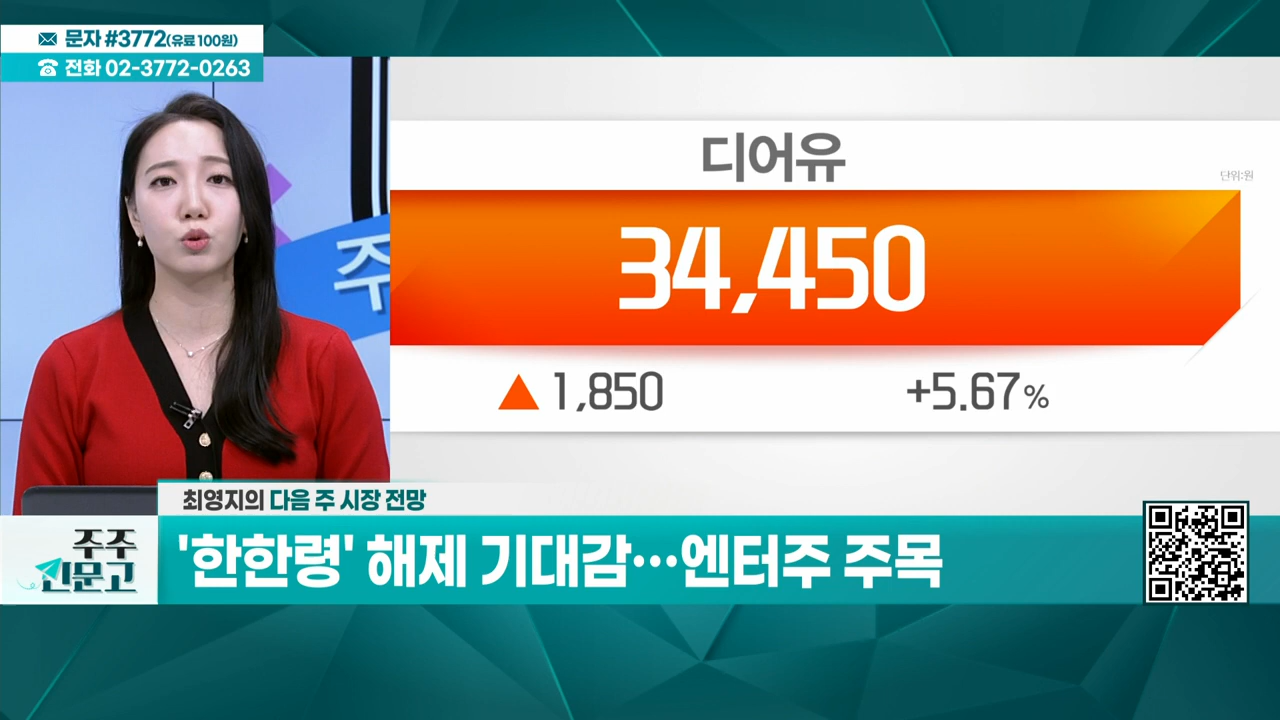 문자 #3772(유료 100원)
전화 02-3772-0263
디어유
단위:원
34,450
▲ 1,850 +5.67%
주
최영지의 다음 주 시장 전망
'한한령' 해제 기대감…엔터주 주목
주주
신문고